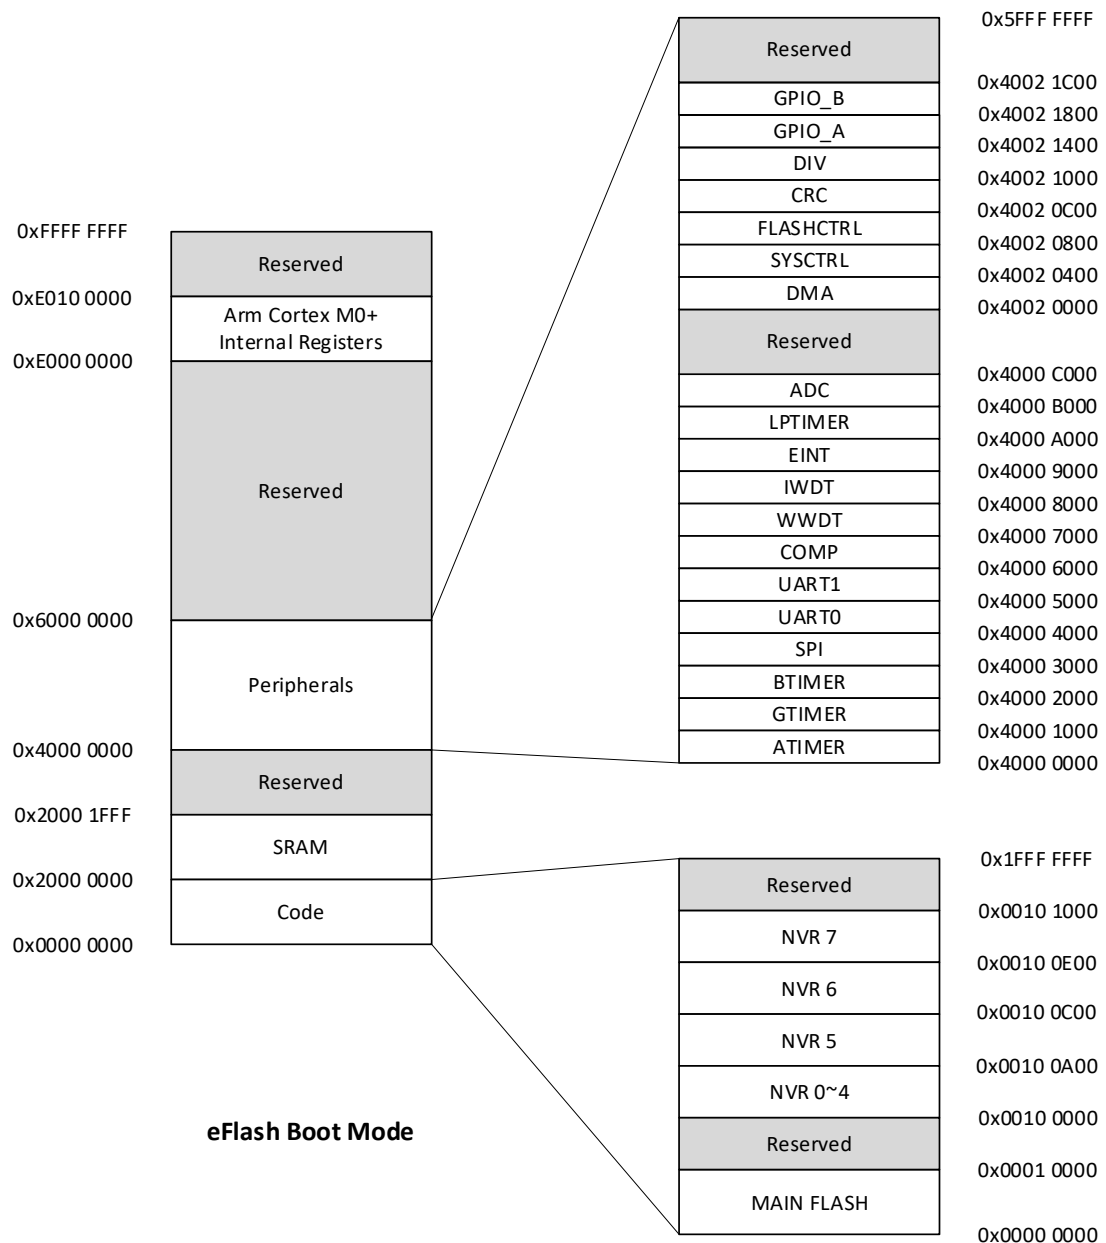 0xFFFF FFFF
Reserved
0xE010 0000
Arm Cortex M0+
Internal Registers
0xE000 0000
Reserved
0x6000 0000
Peripherals
0x4000 0000
Reserved
0x2000 1FFF
SRAM
0x2000 0000
Code
0x0000 0000
eFlash Boot Mode
0x5FFF FFFF
Reserved
0x4002 1C00
GPIO_B
0x4002 1800
GPIO_A
0x4002 1400
DIV
0x4002 1000
CRC
0x4002 0C00
FLASHCTRL
0x4002 0800
SYSCTRL
0x4002 0400
DMA
0x4002 0000
Reserved
0x4000 C000
ADC
0x4000 B000
LPTIMER
0x4000 A000
EINT
0x4000 9000
IWDT
0x4000 8000
WWDT
0x4000 7000
COMP
0x4000 6000
UART1
0x4000 5000
UART0
0x4000 4000
SPI
0x4000 3000
BTIMER
0x4000 2000
GTIMER
0x4000 1000
ATIMER
0x4000 0000
0x1FFF FFFF
Reserved
0x0010 1000
NVR 7
0x0010 0E00
NVR 6
0x0010 0C00
NVR 5
0x0010 0A00
NVR 0~4
0x0010 0000
Reserved
0x0001 0000
MAIN FLASH
0x0000 0000